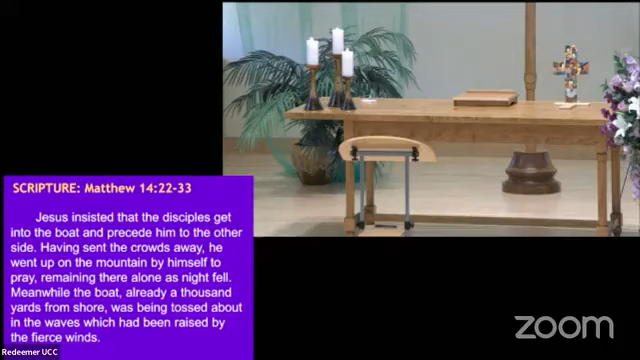 SCRIPTURE: Matthew 14:22-33
Jesus insisted that the disciples get
into the boat and precede him to the other
side. Having sent the crowds away, he
went up on the mountain by himself to
pray, remaining there alone as night fell.
Meanwhile the boat, already a thousand
yards from shore, was being tossed about
in the waves which had been raised by
the fierce winds.
Redeemer UCC
zoom